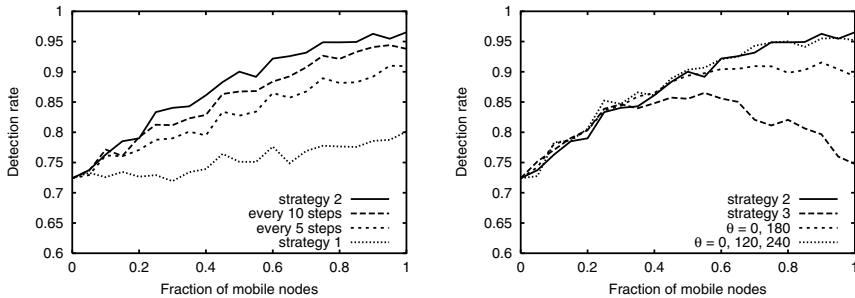 1
0.95
0.9
0.85
0.8
0.75
0.7
0.65
0.6
Detection rate
strategy 2
every 10 steps
every 5 steps
strategy 1
0 0.2 0.4 0.6 0.8 1
Fraction of mobile nodes
1
0.95
0.9
0.85
0.8
0.75
0.7
0.65
0.6
Detection rate
strategy 2
strategy 3
θ = 0, 180
θ = 0, 120, 240
0 0.2 0.4 0.6 0.8 1
Fraction of mobile nodes